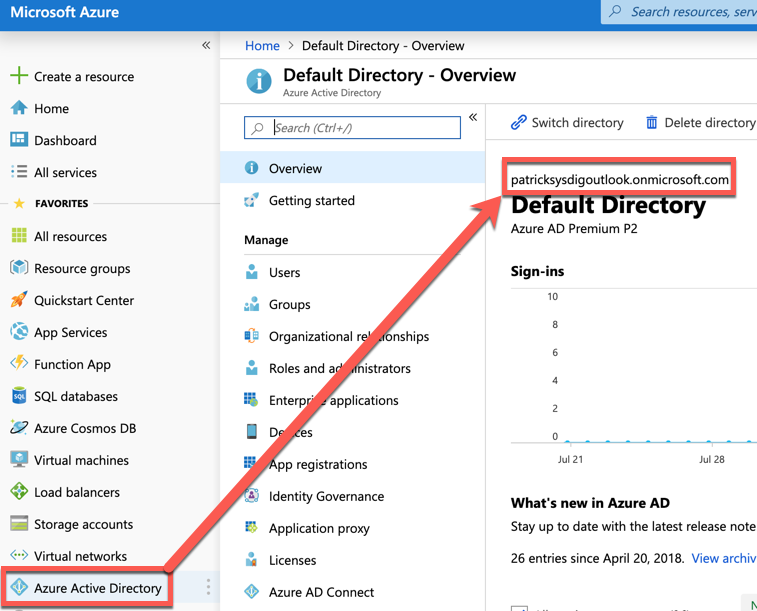 Microsoft Azure
Search resources, serv
«
Create a resource
Home
Dashboard
All services
FAVORITES
All resources
Resource groups
Quickstart Center
App Services
Function App
SQL databases
Azure Cosmos DB
Virtual machines
Load balancers
Storage accounts
Virtual networks
Azure Active Directory
Home > Default Directory - Overview
Default Directory - Overview
Azure Active Directory
Search (Ctrl+/)
«
Overview
Getting started
Manage
Users
Groups
Organizational relationships
Roles and administrators
Enterprise applications
Devices
App registrations
Identity Governance
Application proxy
Licenses
Azure AD Connect
Switch directory
Delete directory
patricksysdigoutlook.onmicrosoft.com
Default Directory
Azure AD Premium P2
Sign-ins
10
8
6
4
2
0
Jul 21
Jul 28
What's new in Azure AD
Stay up to date with the latest release note
26 entries since April 20, 2018. View archiv